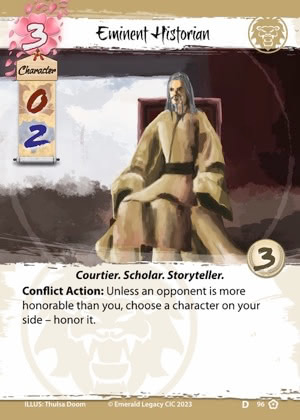 3
Eminent Historian
Character
0
2
3
Courtier. Scholar. Storyteller.
Conflict Action: Unless an opponent is more
honorable than you, choose a character on your
side – honor it.
ILLUS: Thulsa Doom
© Emerald Legacy CIC 2023
D
96